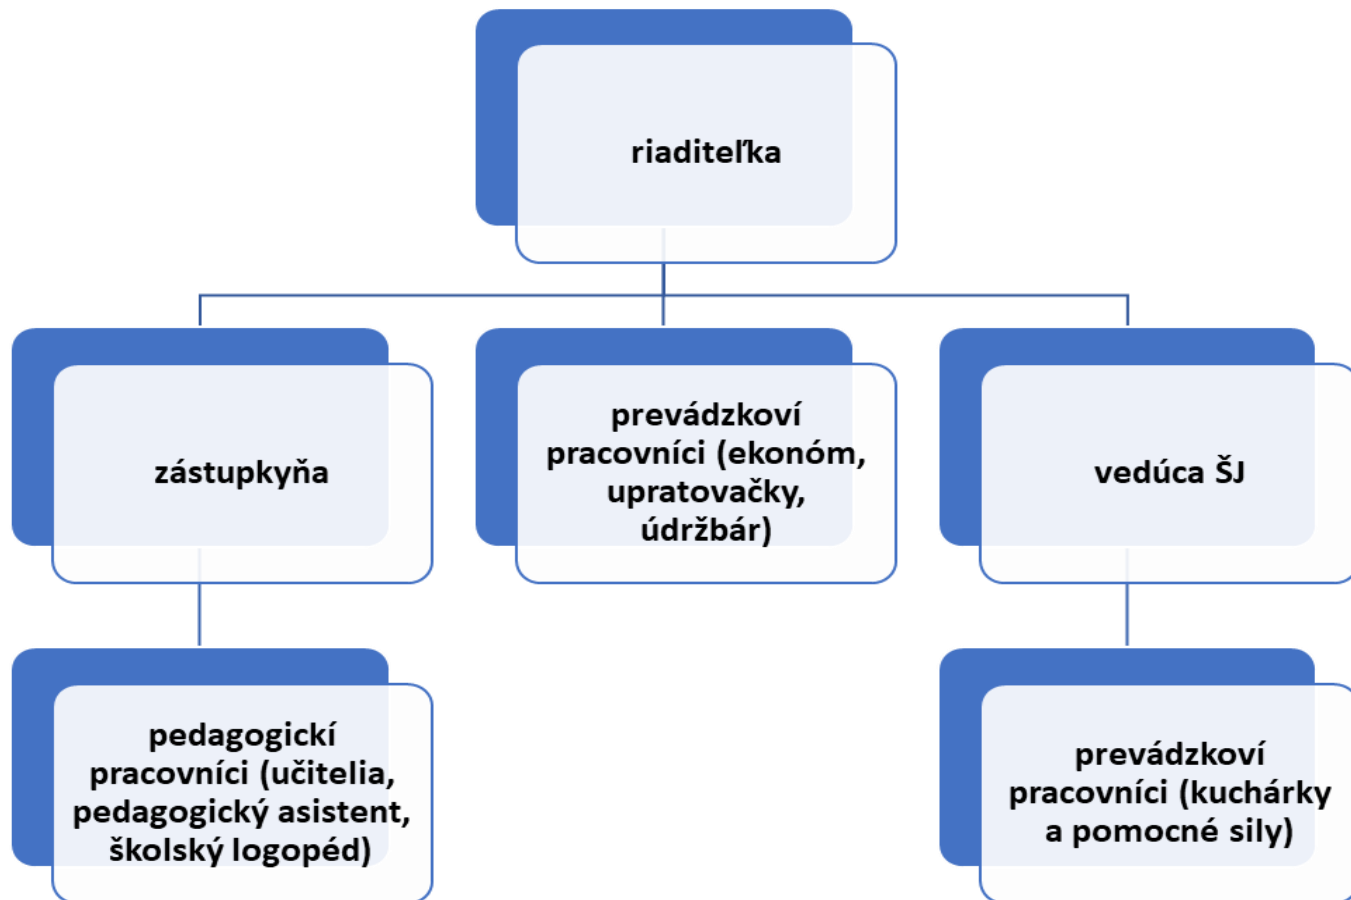 riaditeľka
zástupkyňa
prevádzkoví
pracovníci (ekonóm,
upratovačky,
údržbár)
vedúca ŠJ
pedagogickí
pracovníci (učitelia,
pedagogický asistent,
školský logopéd)
prevádzkoví
pracovníci (kuchárky
a pomocné sily)